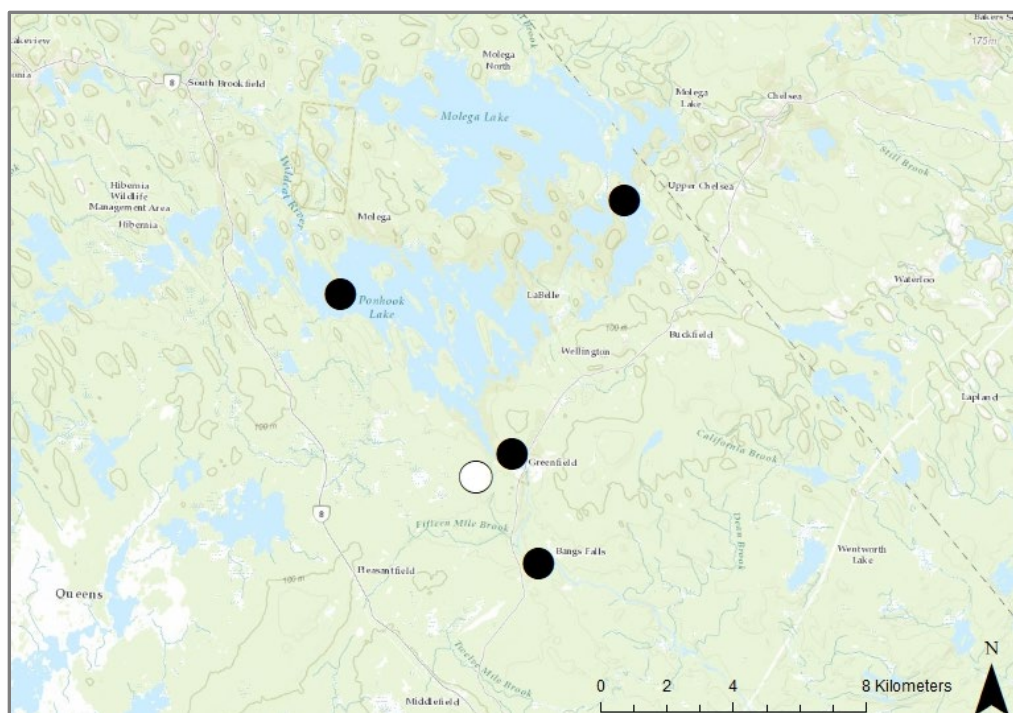 Bakers S
175 m
Brook
Lakeview
onia
8
South Brookfield
Molega
North
Molega Lake
Molega
Lake
Chelsea
Still Brook
Hibernia
Wildlife
Management Area
Hibernia
Wildcat River
Molega
Upper Chelsea
Waterloo
Ponhook
Lake
LaBelle
100 m
Buckfield
Wellington
Lapland
100 m
California Brook
Greenfield
8
Fifteen Mile Brook
Dean Brook
Bangs Falls
Wentworth
Lake
Pleasantfield
100 m
Queens
Twelve Mile Brook
Middlefield
N
0 2 4 8 Kilometers